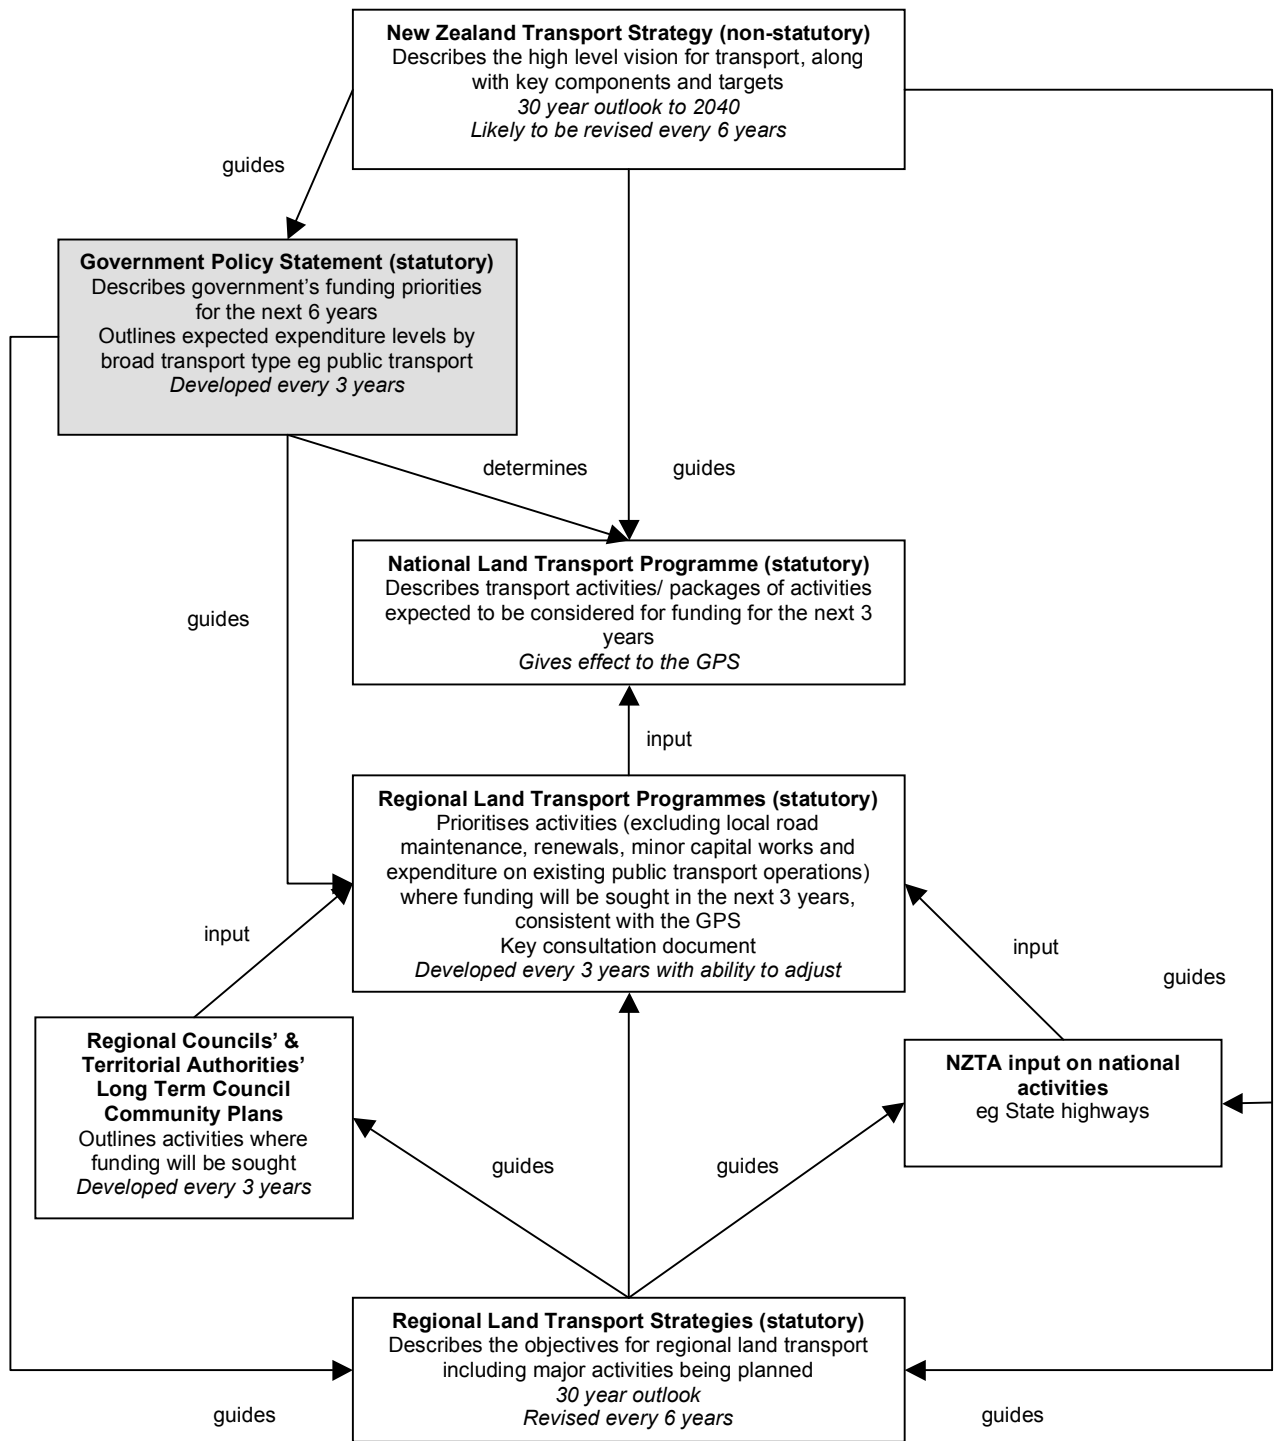 New Zealand Transport Strategy (non-statutory)
Describes the high level vision for transport, along
with key components and targets
30 year outlook to 2040
Likely to be revised every 6 years
guides
Government Policy Statement (statutory)
Describes government’s funding priorities
for the next 6 years
Outlines expected expenditure levels by
broad transport type eg public transport
Developed every 3 years
determines
guides
National Land Transport Programme (statutory)
Describes transport activities/ packages of activities
expected to be considered for funding for the next 3
years
Gives effect to the GPS
guides
input
Regional Land Transport Programmes (statutory)
Prioritises activities (excluding local road
maintenance, renewals, minor capital works and
expenditure on existing public transport operations)
where funding will be sought in the next 3 years,
consistent with the GPS
Key consultation document
Developed every 3 years with ability to adjust
input
input
guides
Regional Councils’ &
Territorial Authorities’
Long Term Council
Community Plans
Outlines activities where
funding will be sought
Developed every 3 years
NZTA input on national
activities
eg State highways
guides
guides
Regional Land Transport Strategies (statutory)
Describes the objectives for regional land transport
including major activities being planned
30 year outlook
Revised every 6 years
guides
guides